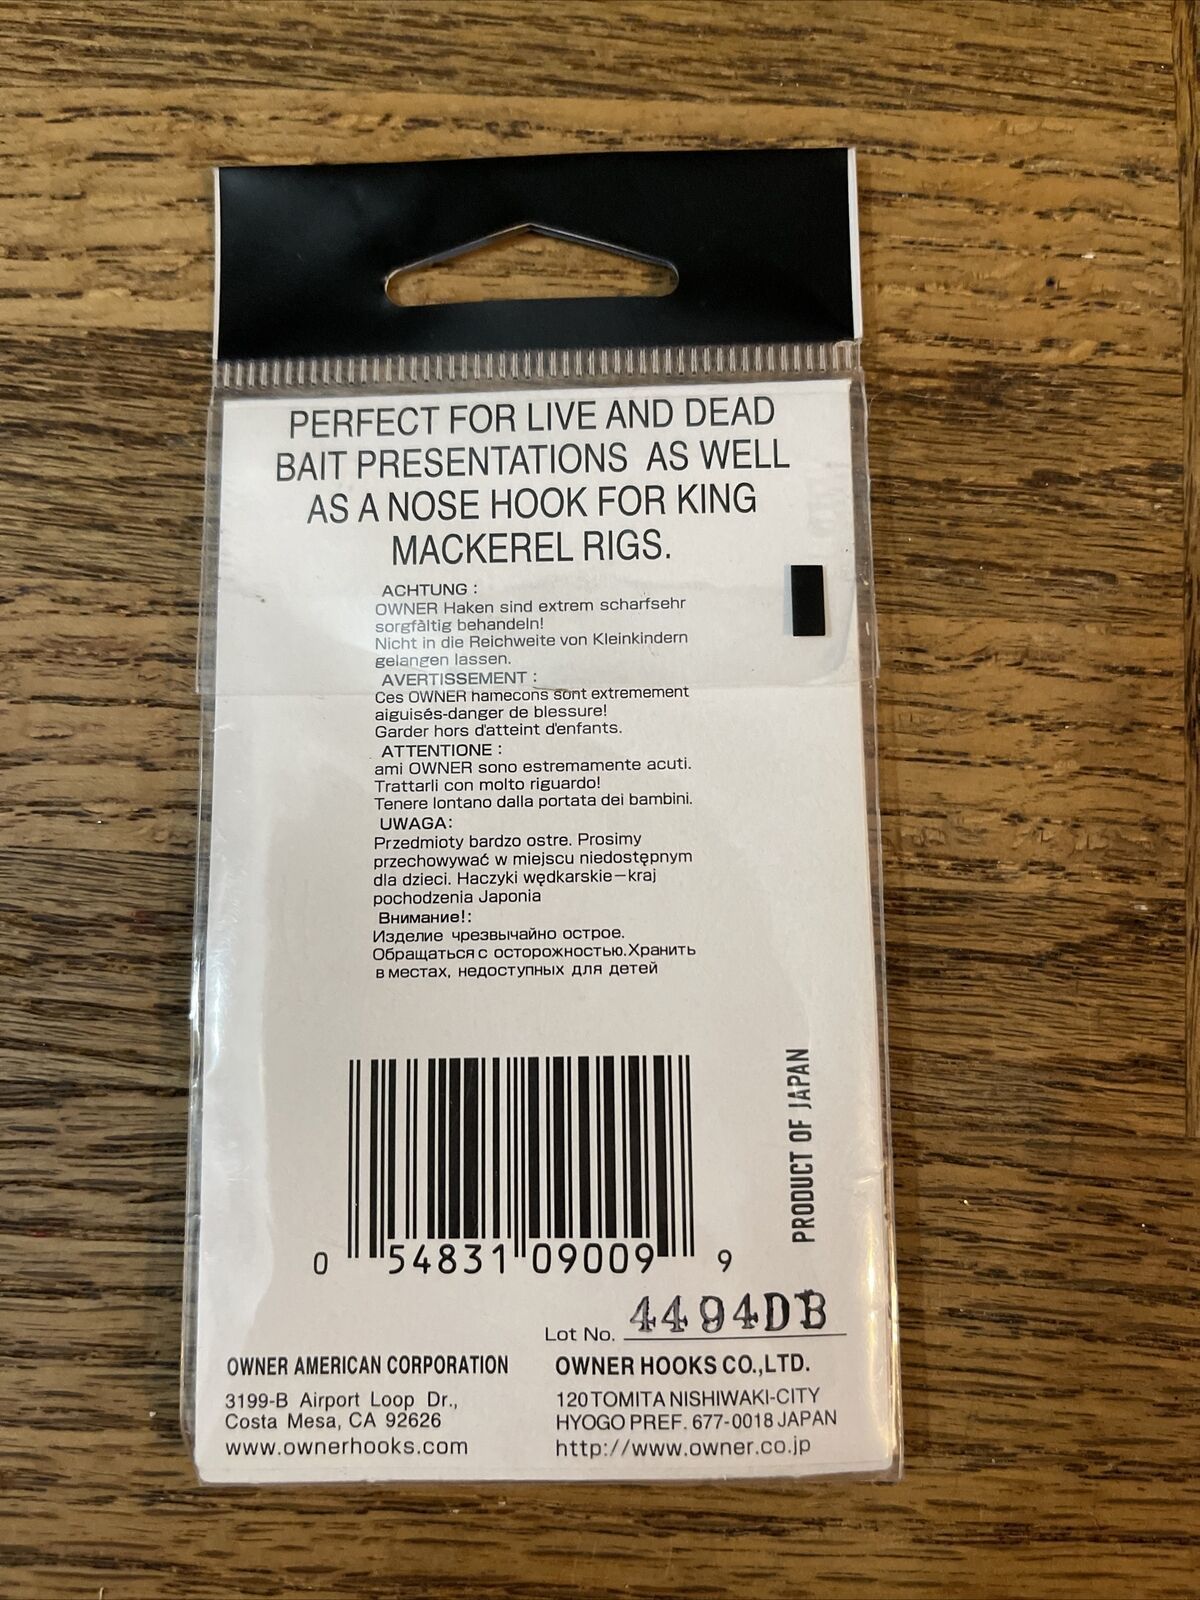 PERFECT FOR LIVE AND DEAD
BAIT PRESENTATIONS AS WELL
AS A NOSE HOOK FOR KING
MACKEREL RIGS.
ACHTUNG :
OWNER Haken sind extrem scharfsehr
sorgfàltig behandeln!
Nicht in die Reichweite von Kleinkindern
gelangen lassen.
AVERTISSEMENT :
Ces OWNER hamecons sont extremement
aiguisés-danger de blessure!
Garder hors d'atteint d'enfants.
ATTENTIONE :
ami OWNER sono estremamente acuti.
Trattarli con molto riguardo!
Tenere lontano dalla portata dei bambini.
UWAGA:
Przedmioty bardzo ostre. Prosimy
przechowywać w miejscu niedostępnym
dla dzieci. Haczyki wędkarskie—kraj
pochodzenia Japonia
Внимание!:
Изделие чрезвычайно острое.
Обращаться с осторожностью.Хранить
в местах, недоступных для детей
PRODUCT OF JAPAN
0 54831 09009 9
Lot No. 4494DB
OWNER AMERICAN CORPORATION
3199-B Airport Loop Dr.,
Costa Mesa, CA 92626
www.ownerhooks.com
OWNER HOOKS CO.,LTD.
120 TOMITA NISHIWAKI-CITY
HYOGO PREF. 677-0018 JAPAN
http://www.owner.co.jp